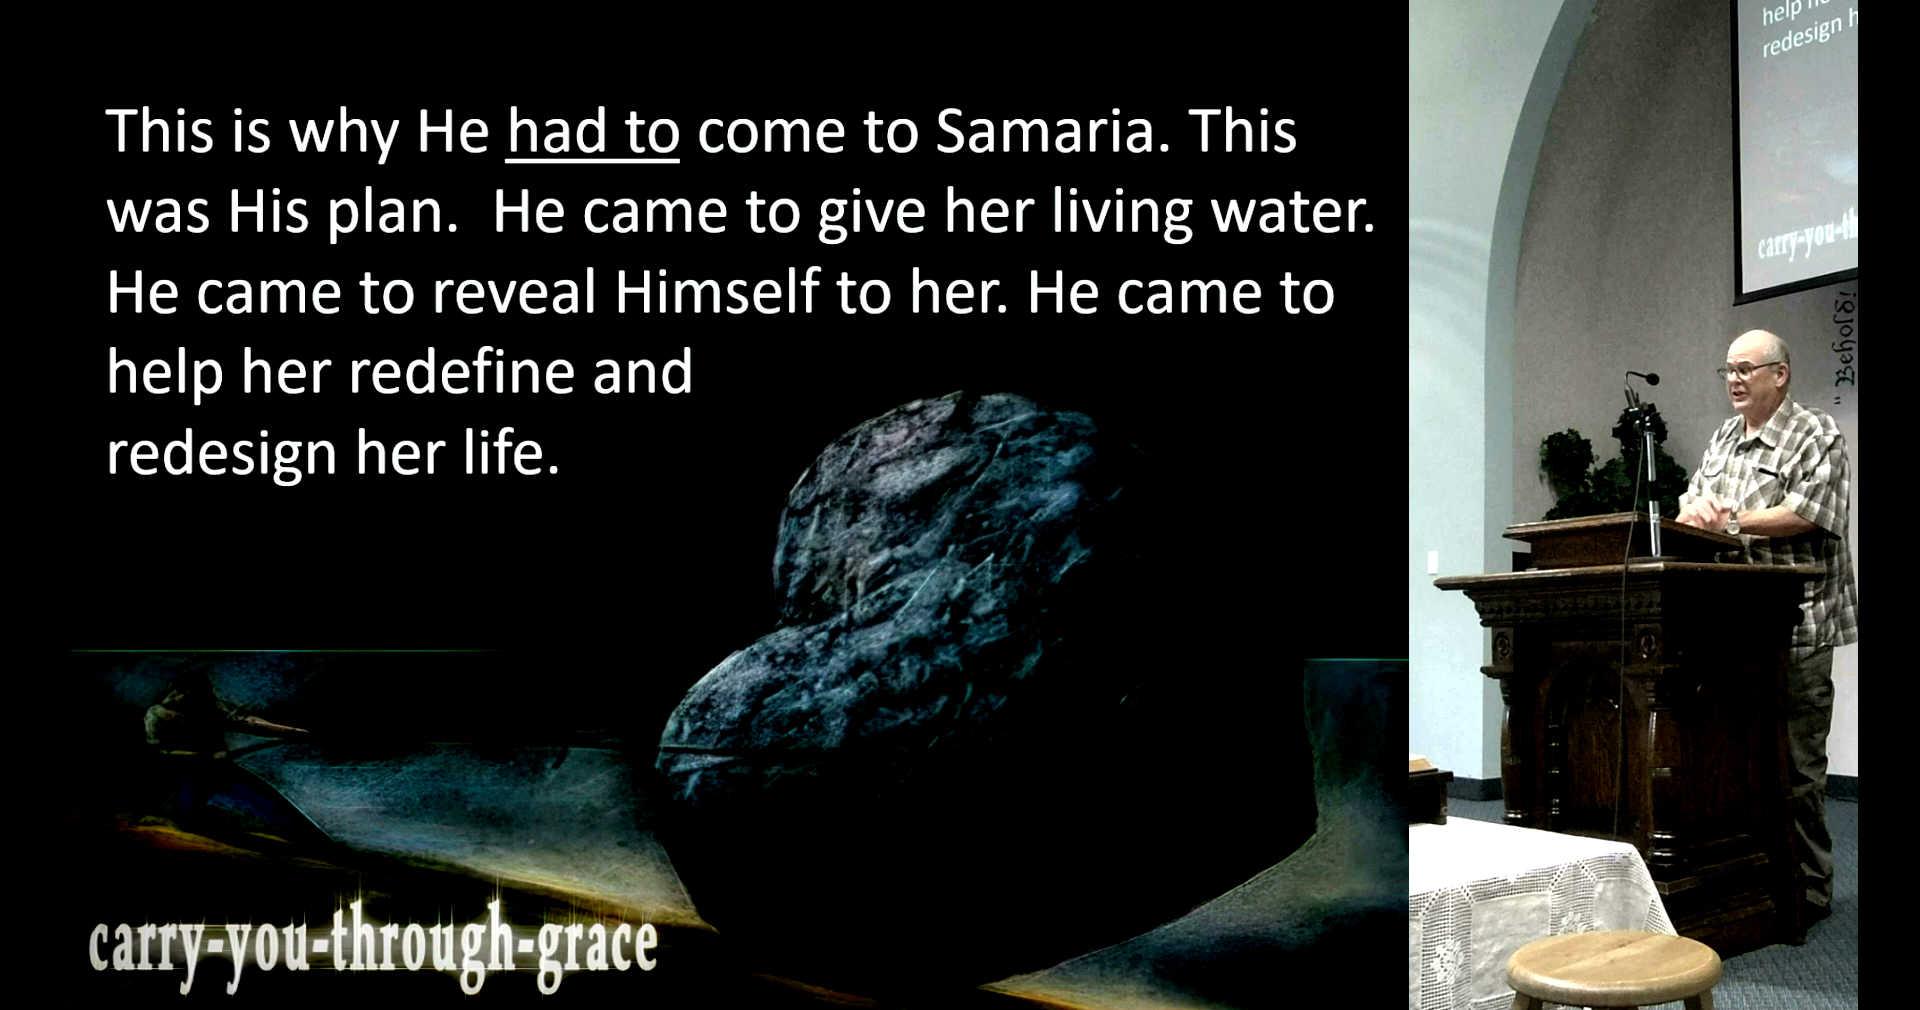 This is why He had to come to Samaria. This
was His plan.  He came to give her living water.
He came to reveal Himself to her. He came to
help her redefine and
redesign her life.
carry-you-through-grace
help
redesign h
carry-you-th
"Behold!